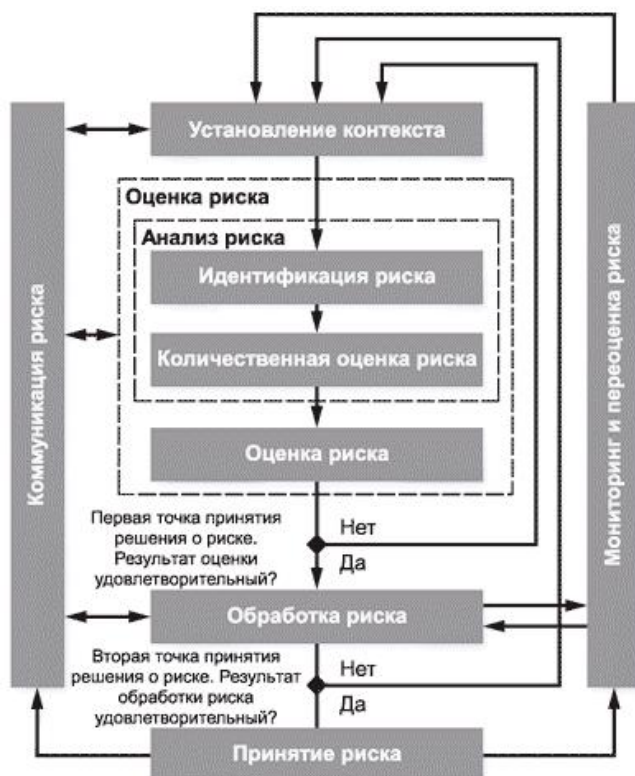 Установление контекста
Оценка риска
Анализ риска
Идентификация риска
Количественная оценка риска
Оценка риска
Первая точка принятия
решения о риске.
Результат оценки
удовлетворительный?
Нет
Да
Обработка риска
Вторая точка принятия
решения о риске. Результат
обработки риска
удовлетворительный?
Нет
Да
Принятие риска
Коммуникация риска
Мониторинг и переоценка риска